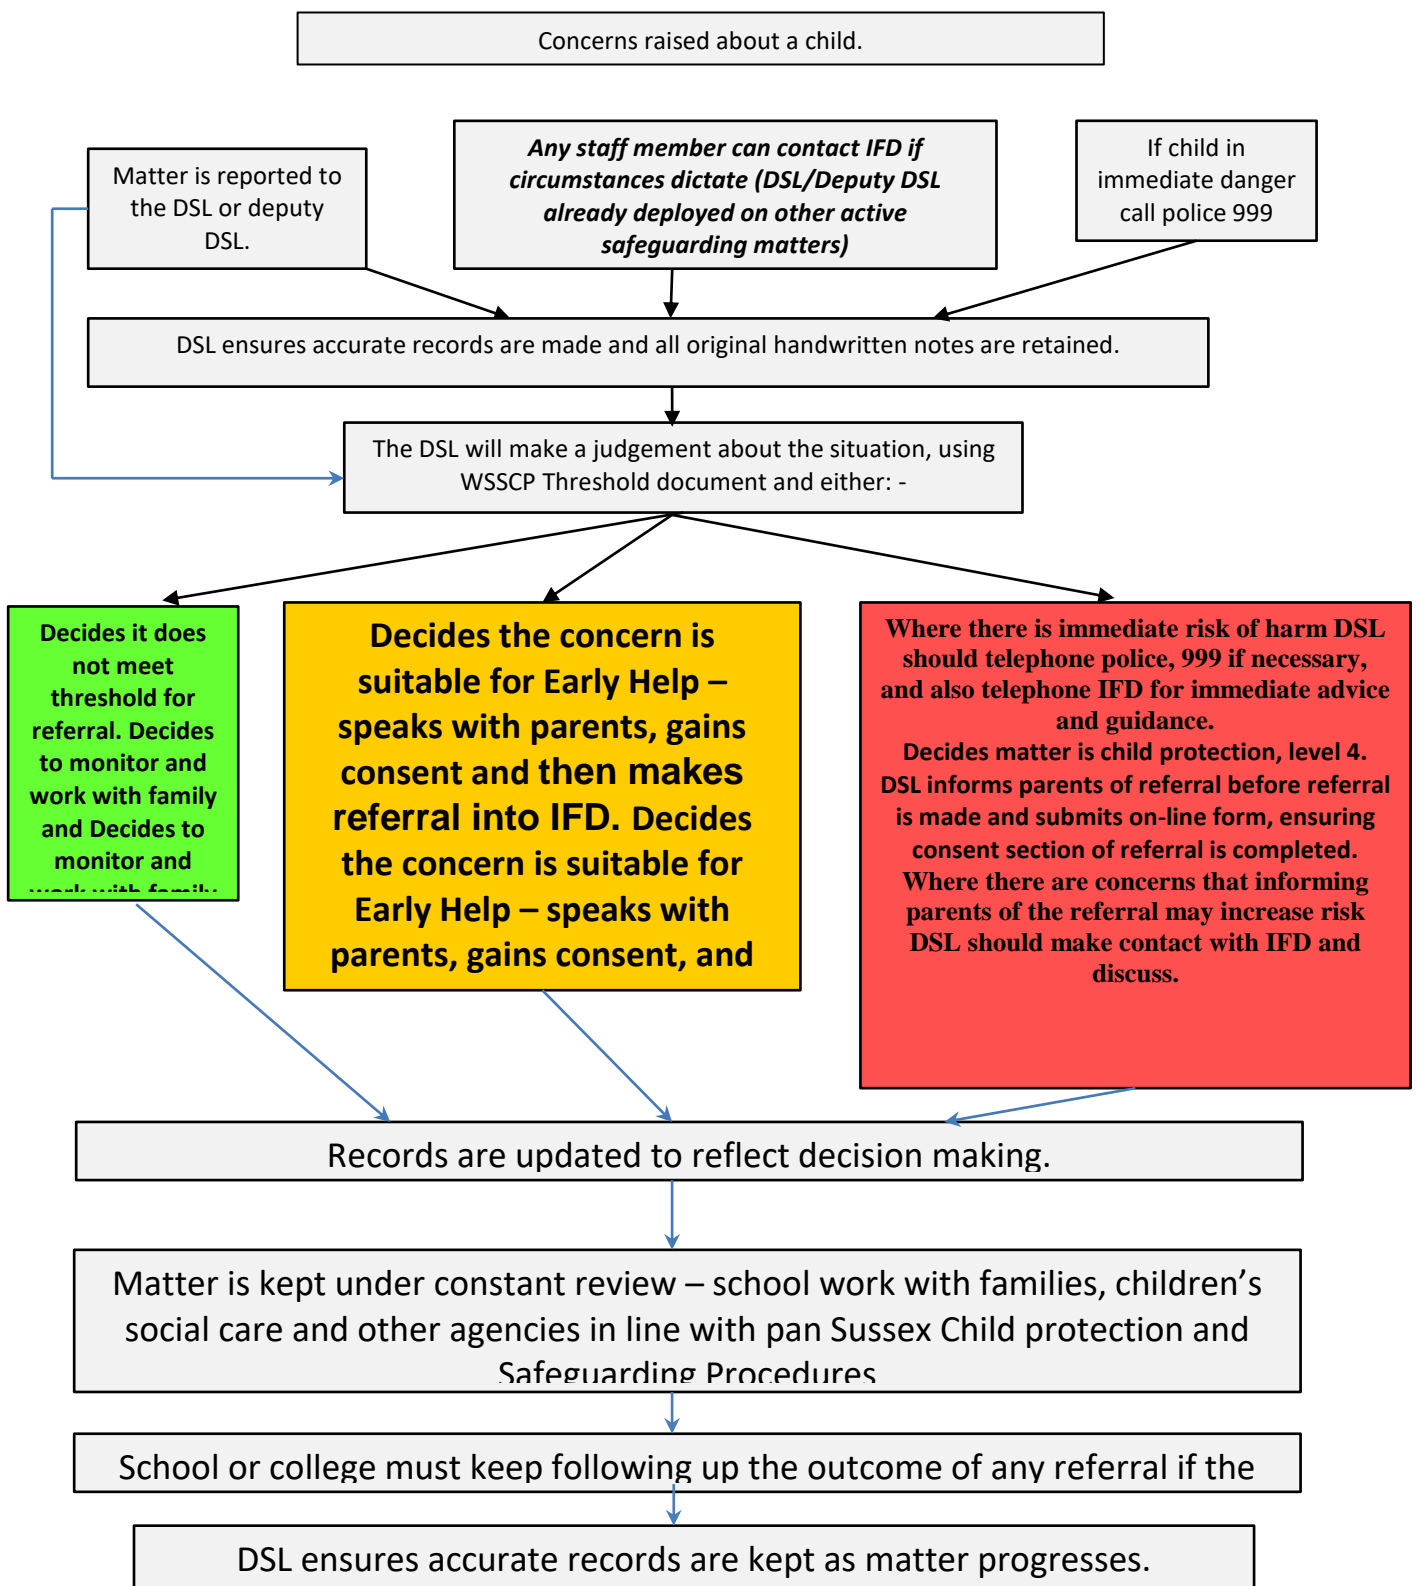 Concerns raised about a child.
Matter is reported to
the DSL or deputy
DSL.
Any staff member can contact IFD if
circumstances dictate (DSL/Deputy DSL
already deployed on other active
safeguarding matters)
If child in
immediate danger
call police 999
DSL ensures accurate records are made and all original handwritten notes are retained.
The DSL will make a judgement about the situation, using
WSSCP Threshold document and either: -
Decides it does
not meet
threshold for
referral. Decides
to monitor and
work with family
and Decides to
monitor and
work with family
Decides the concern is
suitable for Early Help –
speaks with parents, gains
consent and then makes
referral into IFD. Decides
the concern is suitable for
Early Help – speaks with
parents, gains consent, and
Where there is immediate risk of harm DSL
should telephone police, 999 if necessary,
and also telephone IFD for immediate advice
and guidance.
Decides matter is child protection, level 4.
DSL informs parents of referral before referral
is made and submits on-line form, ensuring
consent section of referral is completed.
Where there are concerns that informing
parents of the referral may increase risk
DSL should make contact with IFD and
discuss.
Records are updated to reflect decision making.
Matter is kept under constant review – school work with families, children’s
social care and other agencies in line with pan Sussex Child protection and
Safeguarding Procedures
School or college must keep following up the outcome of any referral if the
DSL ensures accurate records are kept as matter progresses.